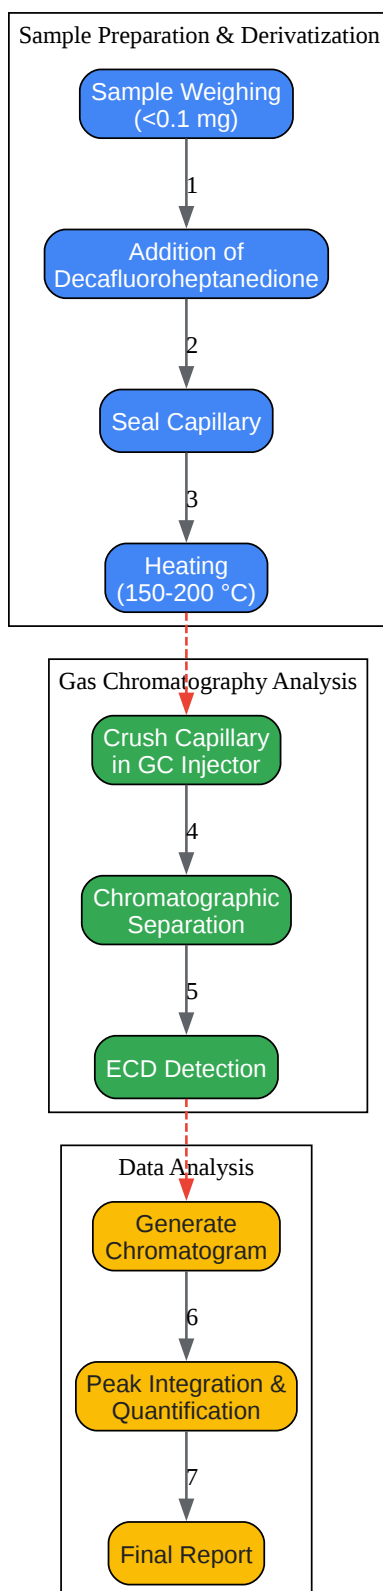 Sample Preparation & Derivatization
Sample Weighing
(<0.1 mg)
1
Addition of
Decafluoroheptanedione
2
Seal Capillary
3
Heating
(150-200 °C)
Gas Chromatography Analysis
Crush Capillary
in GC Injector
4
Chromatographic
Separation
5
ECD Detection
Data Analysis
Generate
Chromatogram
6
Peak Integration &
Quantification
7
Final Report